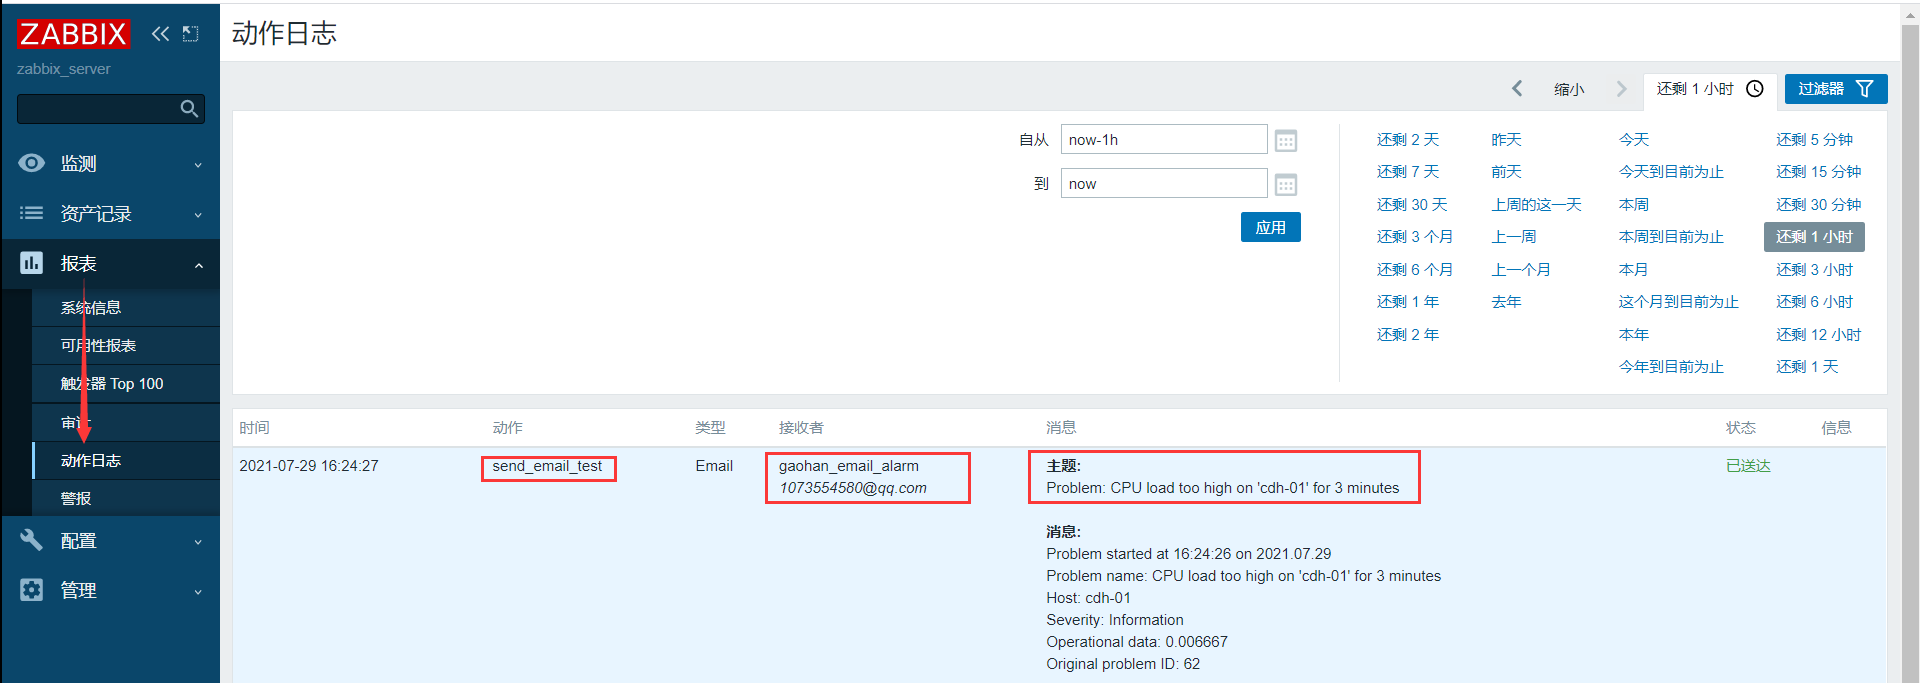 ZABBIX
zabbix_server
监测
资产记录
报表
系统信息
可用性报表
触发器 Top 100
审计
动作日志
警报
配置
管理
动作日志
缩小
还剩 1 小时
过滤器
自从 now-1h
到 now
应用
还剩 2 天 昨天 今天 还剩 5 分钟
还剩 7 天 前天 今天到目前为止 还剩 15 分钟
还剩 30 天 上周的这一天 本周 还剩 30 分钟
还剩 3 个月 上一周 本周到目前为止 还剩 1 小时
还剩 6 个月 上一个月 本月 还剩 3 小时
还剩 1 年 去年 这个月到目前为止 还剩 6 小时
还剩 2 年 本年 还剩 12 小时
今年到目前为止 还剩 1 天
时间 动作 类型 接收者 消息 状态 信息
2021-07-29 16:24:27 send_email_test Email gaohan_email_alarm 主题: 已送达
1073554580@qq.com Problem: CPU load too high on 'cdh-01' for 3 minutes
消息:
Problem started at 16:24:26 on 2021.07.29
Problem name: CPU load too high on 'cdh-01' for 3 minutes
Host: cdh-01
Severity: Information
Operational data: 0.006667
Original problem ID: 62